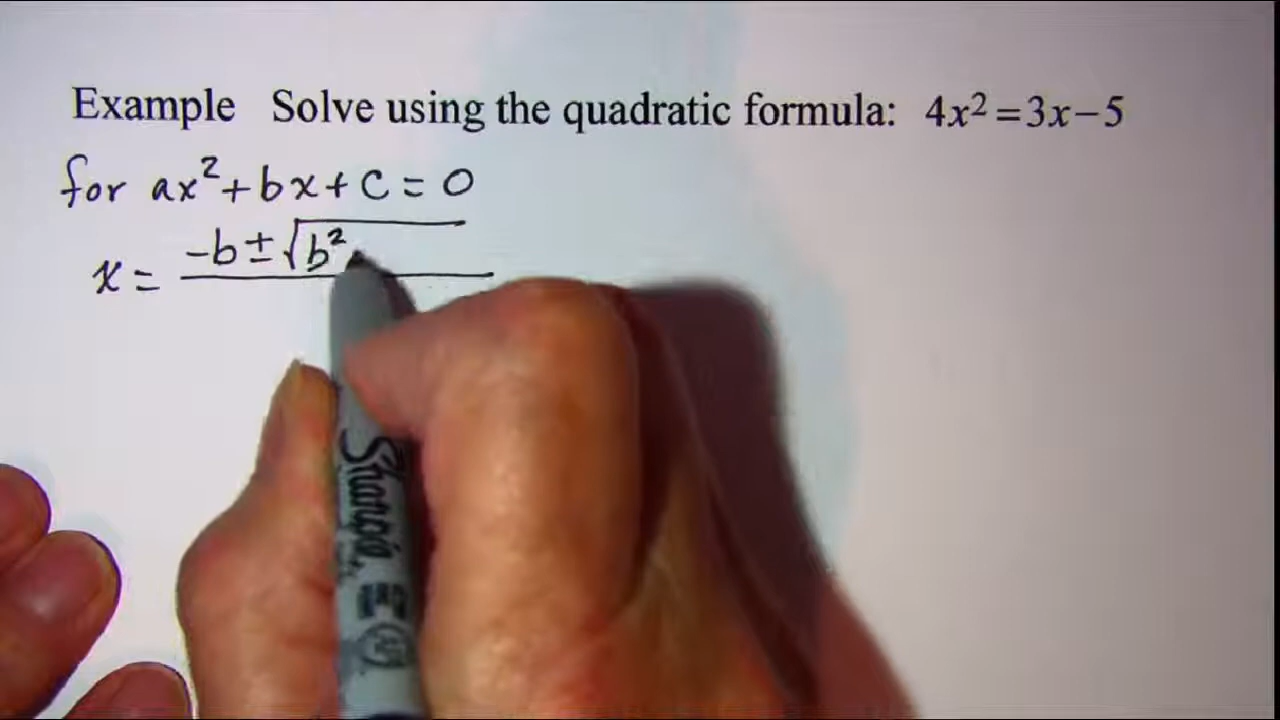 Example Solve using the quadratic formula: 4x²=3x−5
for ax²+bx+c=0
x = -b±√b²
Sharpie